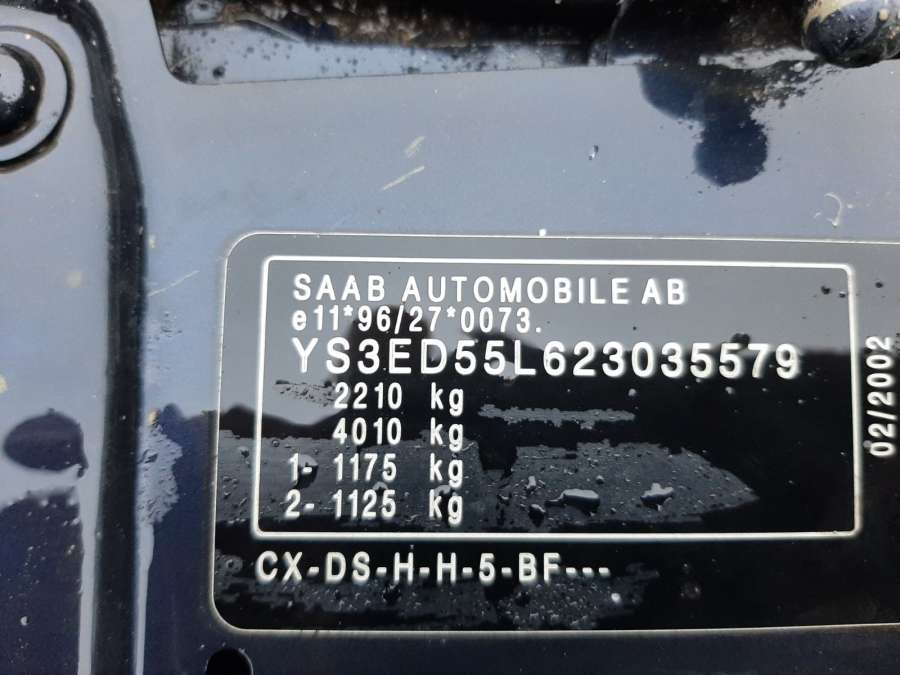 SAAB AUTOMOBILE AB
e11*96/27*0073.
YS3ED55L623035579
2210 kg
4010 kg
1- 1175 kg
2- 1125 kg
CX-DS-H-H-5-BF---
02/2002